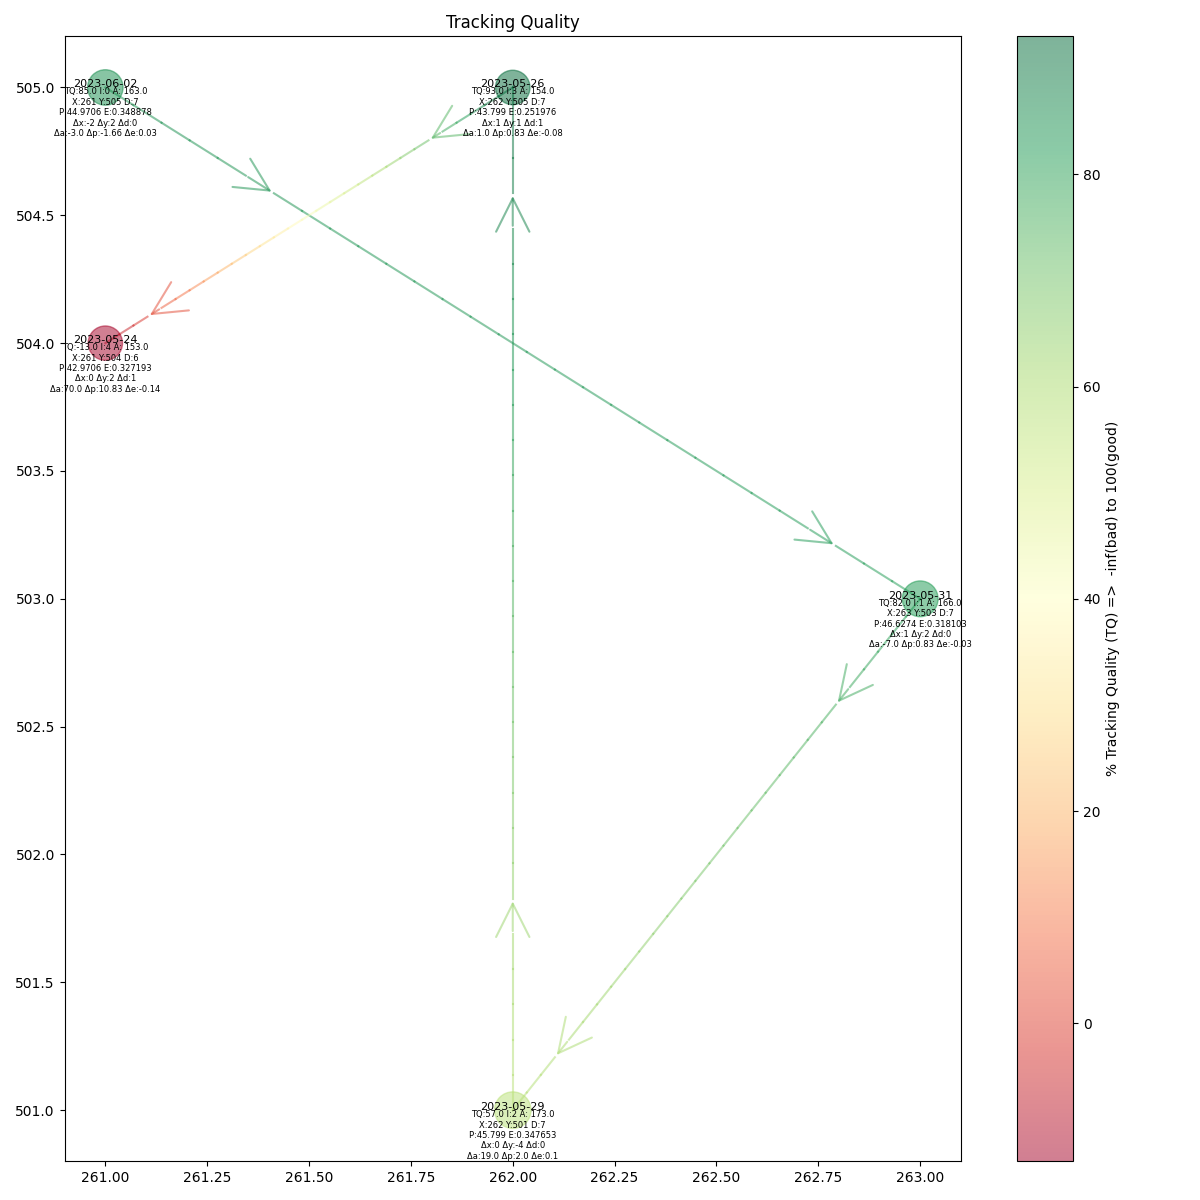 Tracking Quality
2023-06-02
TQ:85.0 I:0 A: 163.0
X:261 Y:505 D:7
P:44.9706 E:0.348878
Δx:-2 Δy:2 Δd:0
Δa:-3.0 Δp:-1.66 Δe:0.03
2023-05-26
TQ:93.0 I:3 A: 154.0
X:262 Y:505 D:7
P:43.799 E:0.251976
Δx:1 Δy:1 Δd:1
Δa:1.0 Δp:0.83 Δe:-0.08
2023-05-24
TQ:-13.0 I:4 A: 153.0
X:261 Y:504 D:6
P:42.9706 E:0.327193
Δx:0 Δy:2 Δd:1
Δa:70.0 Δp:10.83 Δe:-0.14
2023-05-31
TQ:82.0 I:1 A: 166.0
X:263 Y:503 D:7
P:46.6274 E:0.318103
Δx:1 Δy:2 Δd:0
Δa:-7.0 Δp:0.83 Δe:-0.03
2023-05-29
TQ:57.0 I:2 A: 173.0
X:262 Y:501 D:7
P:45.799 E:0.347653
Δx:0 Δy:-4 Δd:0
Δa:19.0 Δp:2.0 Δe:0.1
505.0
504.5
504.0
503.5
503.0
502.5
502.0
501.5
501.0
261.00 261.25 261.50 261.75 262.00 262.25 262.50 262.75 263.00
80
60
40
20
0
% Tracking Quality (TQ) =>  -inf(bad) to 100(good)